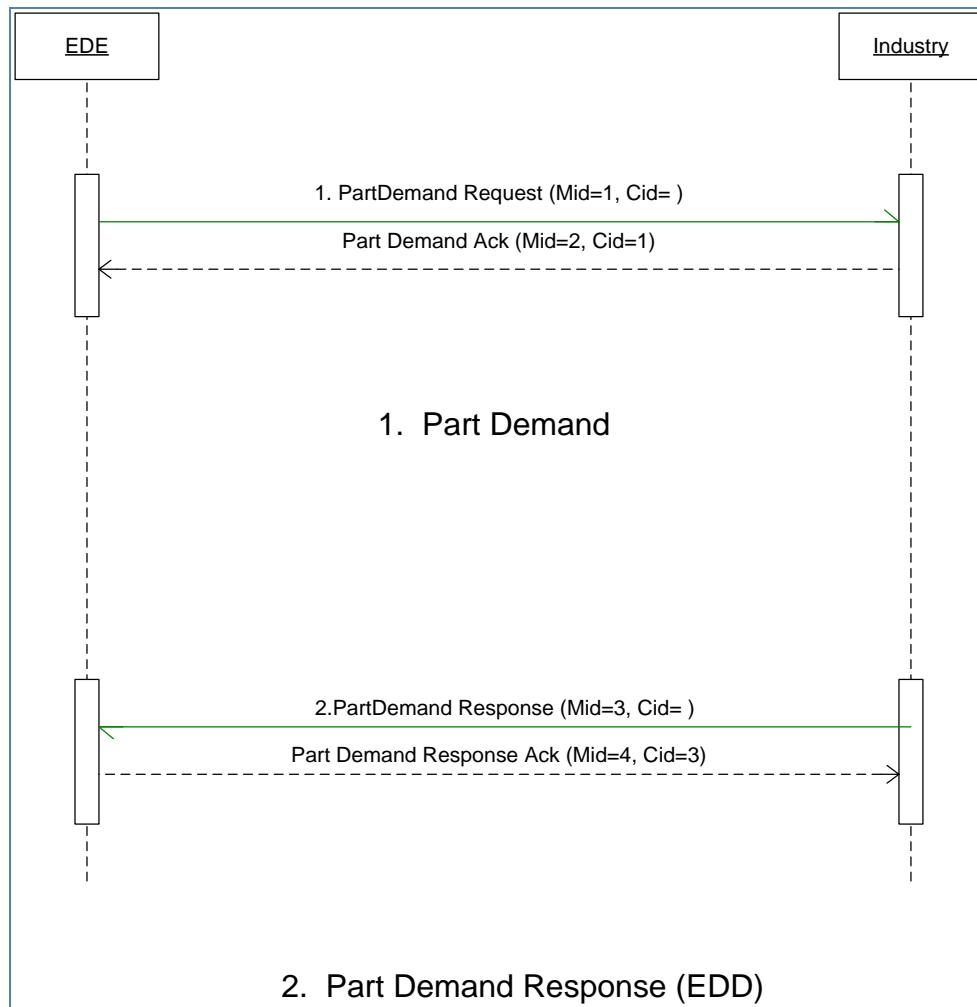 EDE
Industry
1. PartDemand Request (Mid=1, Cid= )
Part Demand Ack (Mid=2, Cid=1)
1. Part Demand
2.PartDemand Response (Mid=3, Cid= )
Part Demand Response Ack (Mid=4, Cid=3)
2. Part Demand Response (EDD)